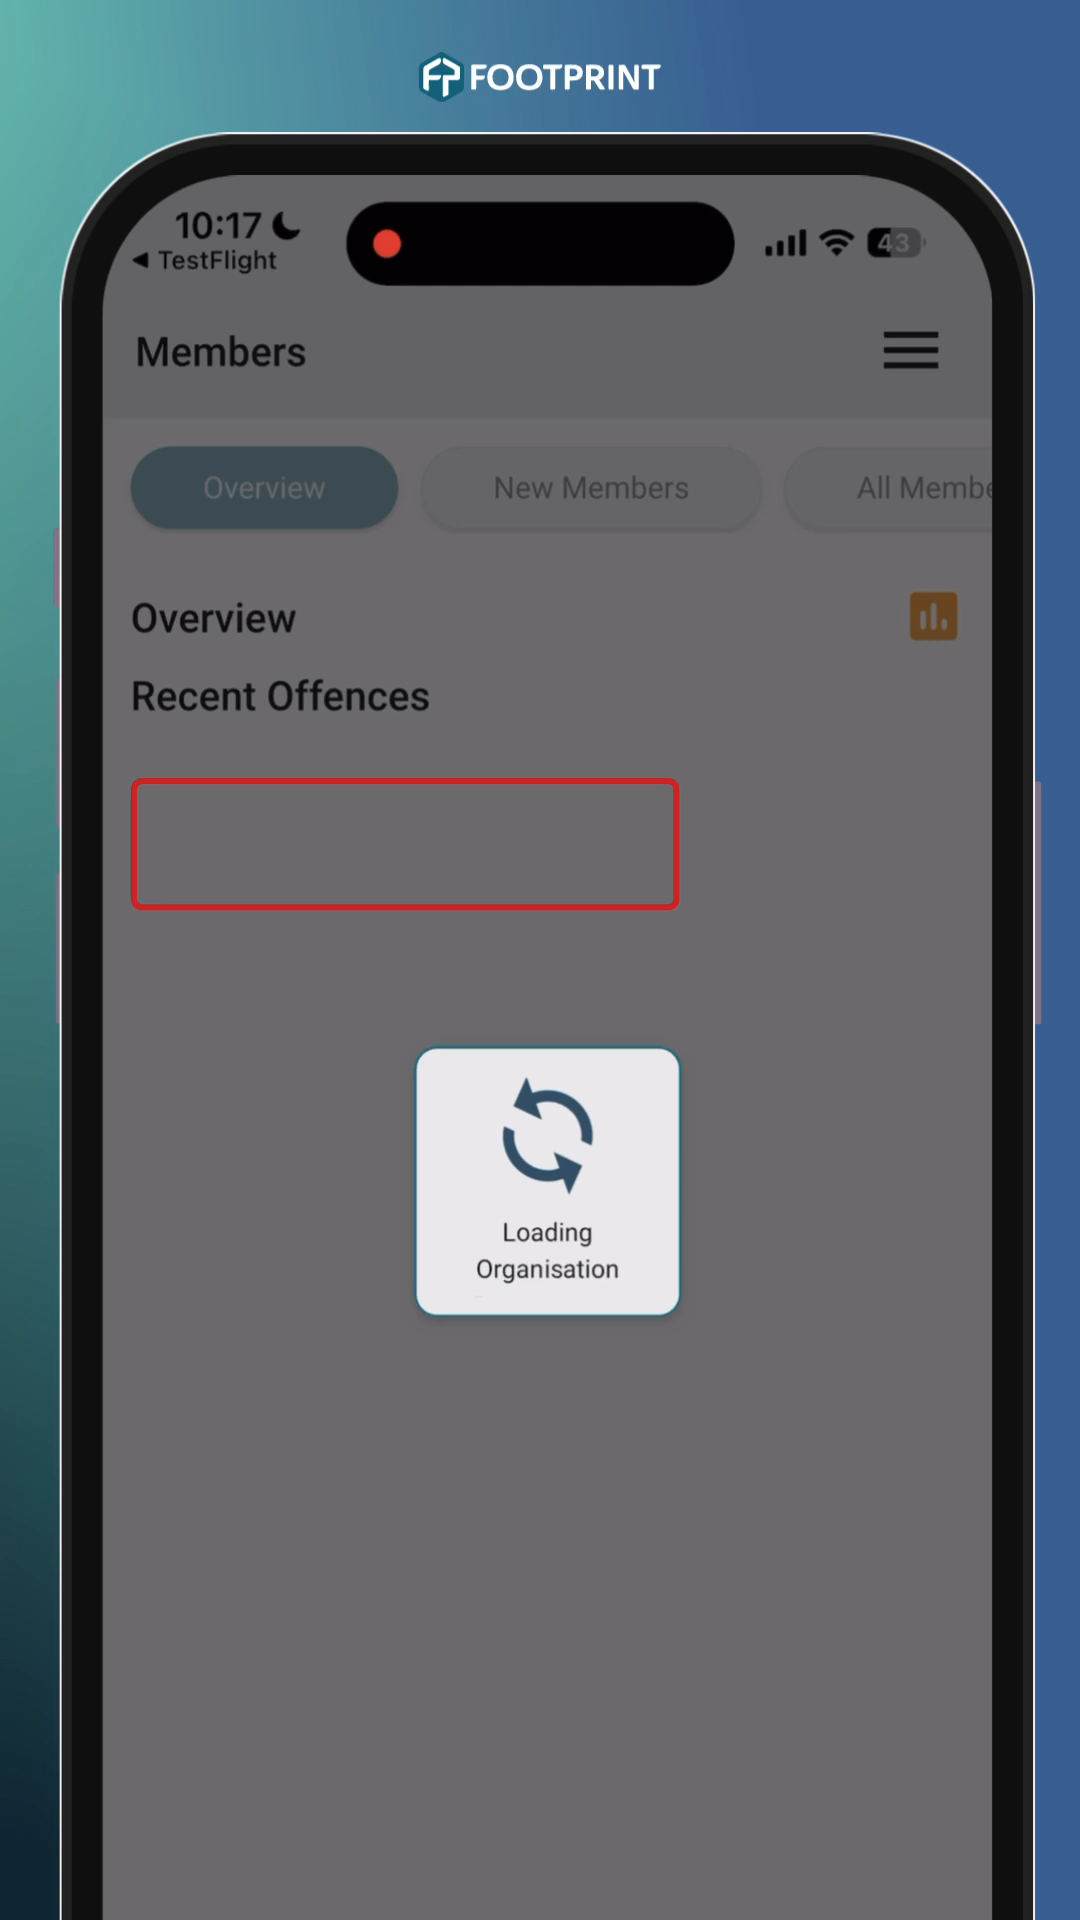 FOOTPRINT
10:17
◀ TestFlight
43
Members
Overview
New Members
All Membe
Overview
Recent Offences
Loading
Organisation